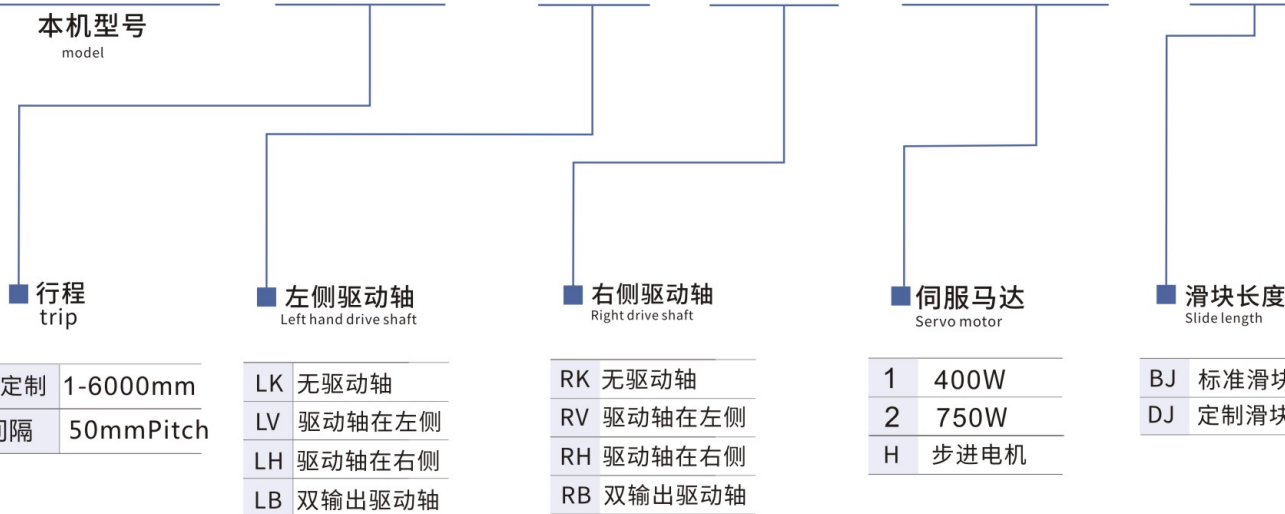 本机型号
model
行程
trip
定制 1-6000mm
间隔 50mmPitch
左侧驱动轴
Left hand drive shaft
LK 无驱动轴
LV 驱动轴在左侧
LH 驱动轴在右侧
LB 双输出驱动轴
右侧驱动轴
Right drive shaft
RK 无驱动轴
RV 驱动轴在左侧
RH 驱动轴在右侧
RB 双输出驱动轴
伺服马达
Servo motor
1 400W
2 750W
H 步进电机
滑块长度
Slide length
BJ 标准滑块
DJ 定制滑块